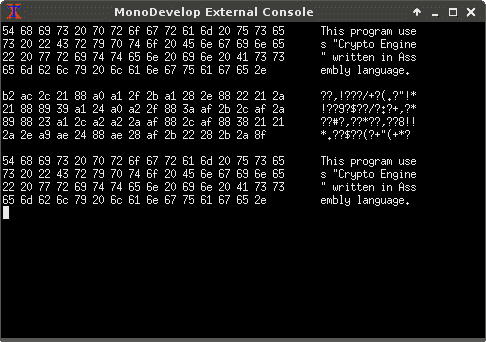 MonoDevelop External Console
54 68 69 73 20 70 72 6f 67 72 61 6d 20 75 73 65 This program use
73 20 22 43 72 79 70 74 6f 20 45 6e 67 69 6e 65 s "Crypto Engine
22 20 77 72 69 74 74 65 6e 20 69 6e 20 41 73 73 " written in Ass
65 6d 62 6c 79 20 6c 61 6e 67 75 61 67 65 2e embly language.
b2 ac 2c 21 88 a0 a1 2f 2b a1 28 2e 88 22 21 2a ??,!???/+?(.?"!*
21 88 89 39 a1 24 a0 a2 2f 88 3a af 2b 2c af 2a !??9?$??/?:?+,?*
89 88 23 a1 2c a2 a2 2a af 88 2c af 88 38 21 21 ??#?,??*??,??8!!
2a 2e a9 ae 24 88 ae 28 af 2b 22 28 2b 2a 8f *.??$??(?+"(+*?
54 68 69 73 20 70 72 6f 67 72 61 6d 20 75 73 65 This program use
73 20 22 43 72 79 70 74 6f 20 45 6e 67 69 6e 65 s "Crypto Engine
22 20 77 72 69 74 74 65 6e 20 69 6e 20 41 73 73 " written in Ass
65 6d 62 6c 79 20 6c 61 6e 67 75 61 67 65 2e embly language.